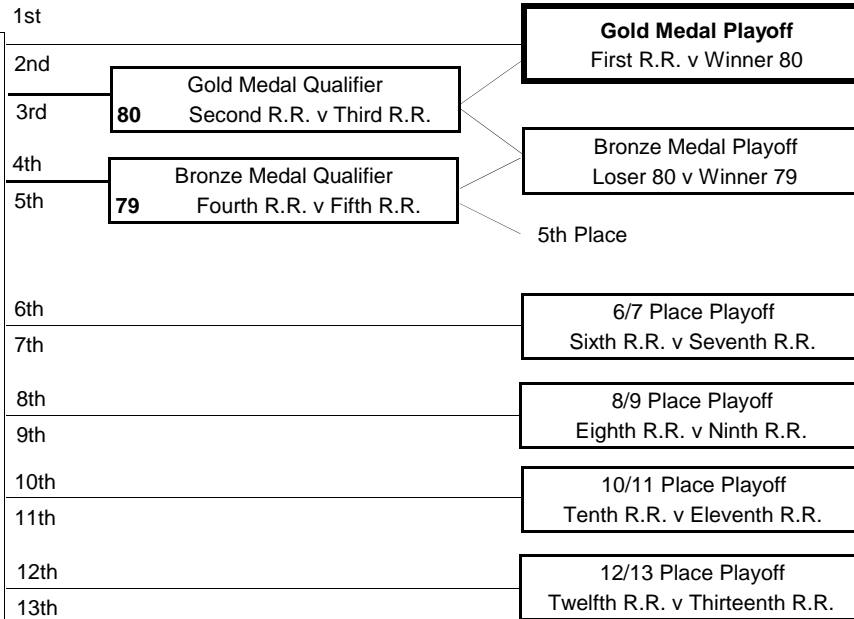 1st
Gold Medal Playoff
First R.R. v Winner 80
2nd
Gold Medal Qualifier
3rd
80 Second R.R. v Third R.R.
4th
Bronze Medal Playoff
Bronze Medal Qualifier
Loser 80 v Winner 79
5th
79 Fourth R.R. v Fifth R.R.
5th Place
6th
6/7 Place Playoff
7th
Sixth R.R. v Seventh R.R.
8th
8/9 Place Playoff
9th
Eighth R.R. v Ninth R.R.
10th
10/11 Place Playoff
11th
Tenth R.R. v Eleventh R.R.
12th
12/13 Place Playoff
13th
Twelfth R.R. v Thirteenth R.R.